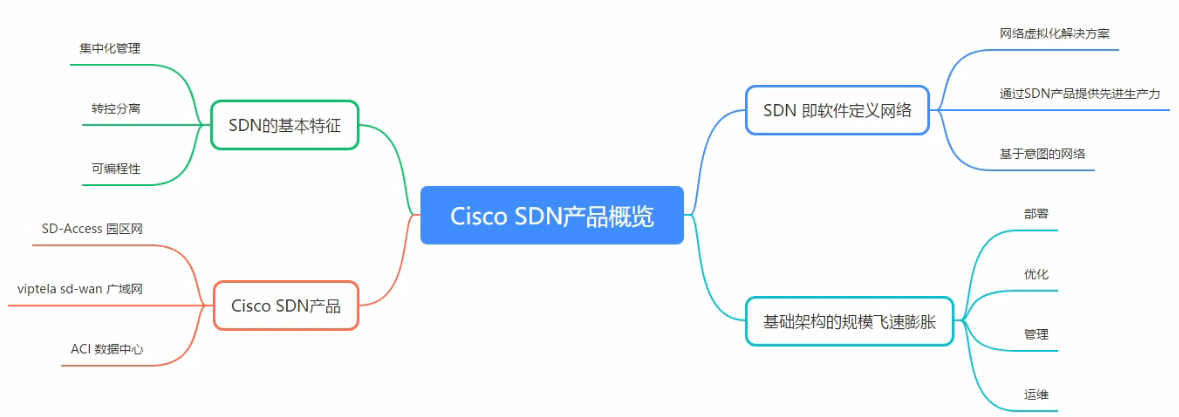 Cisco SDN产品概览
SDN 即软件定义网络
网络虚拟化解决方案
通过SDN产品提供先进生产力
基于意图的网络
基础架构的规模飞速膨胀
部署
优化
管理
运维
SDN的基本特征
集中化管理
转控分离
可编程性
Cisco SDN产品
SD-Access 园区网
viptela sd-wan 广域网
ACI 数据中心